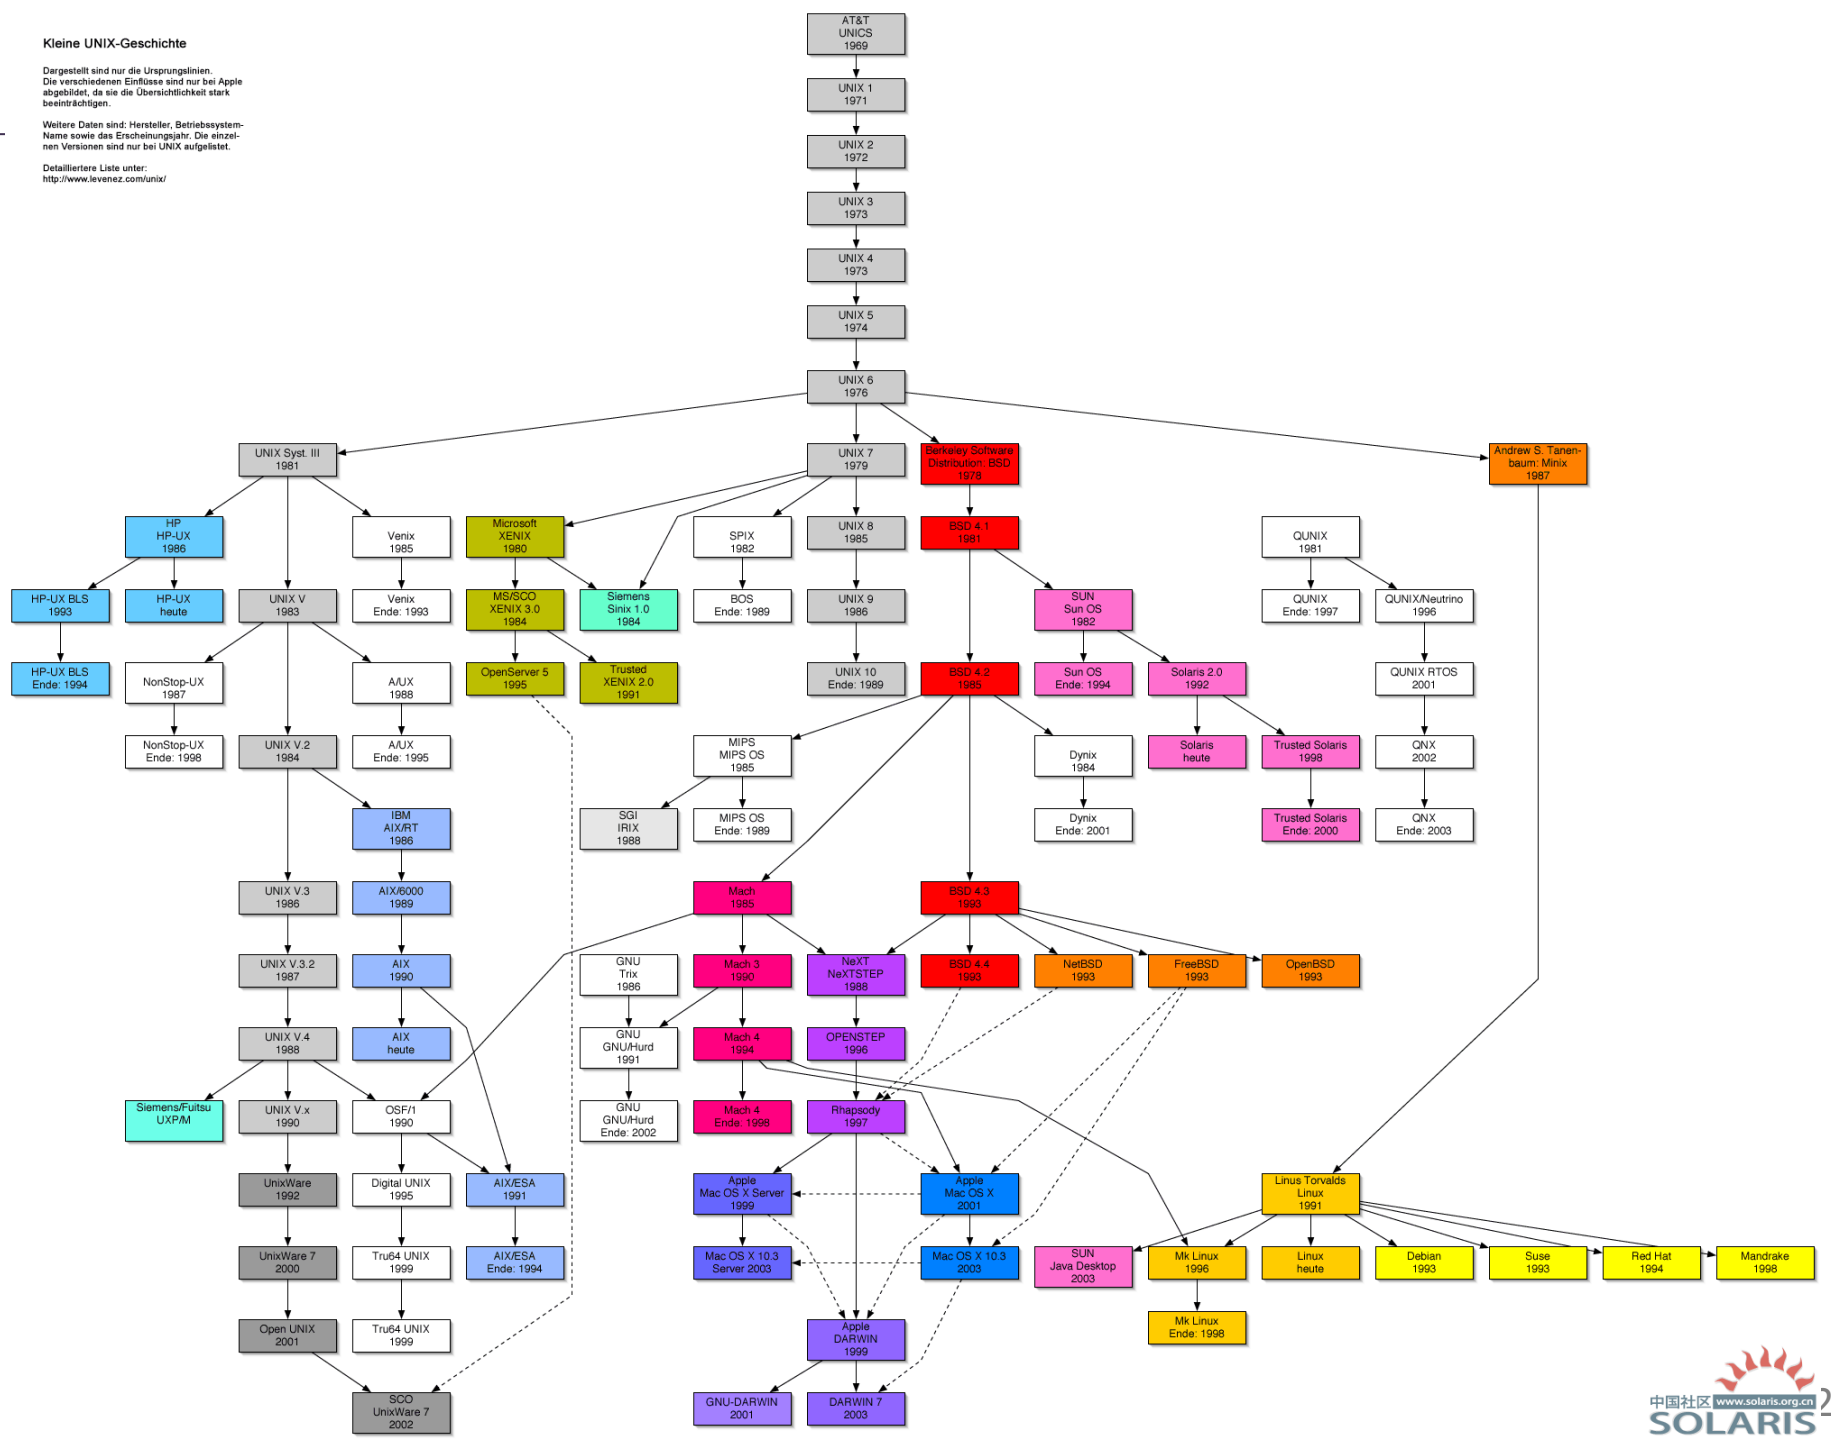 Kleine UNIX-Geschichte
Dargestellt sind nur die Ursprungslinien.
Die verschiedenen Einflüsse sind nur bei Apple
abgebildet, da sie die Übersichtlichkeit stark
beeinträchtigen.
Weitere Daten sind: Hersteller, Betriebssystem-
Name sowie das Erscheinungsjahr. Die einzel-
nen Versionen sind nur bei UNIX aufgelistet.
Detailliertere Liste unter:
http://www.levenez.com/unix/
AT&T
UNICS
1969
UNIX 1
1971
UNIX 2
1972
UNIX 3
1973
UNIX 4
1973
UNIX 5
1974
UNIX 6
1976
UNIX Syst. III
1981
UNIX 7
1979
Berkeley Software
Distribution: BSD
1978
Andrew S. Tanen-
baum: Minix
1987
HP
HP-UX
1986
Venix
1985
Microsoft
XENIX
1980
SPIX
1982
UNIX 8
1985
BSD 4.1
1981
QUNIX
1981
HP-UX BLS
1993
HP-UX
heute
UNIX V
1983
Venix
Ende: 1993
MS/SCO
XENIX 3.0
1984
Siemens
Sinix 1.0
1984
BOS
Ende: 1989
UNIX 9
1986
SUN
Sun OS
1982
QUNIX
Ende: 1997
QUNIX/Neutrino
1996
HP-UX BLS
Ende: 1994
NonStop-UX
1987
A/UX
1988
OpenServer 5
1995
Trusted
XENIX 2.0
1991
UNIX 10
Ende: 1989
BSD 4.2
1985
Sun OS
Ende: 1994
Solaris 2.0
1992
QUNIX RTOS
2001
NonStop-UX
Ende: 1998
UNIX V.2
1984
A/UX
Ende: 1995
MIPS
MIPS OS
1985
Dynix
1984
Solaris
heute
Trusted Solaris
1998
QNX
2002
IBM
AIX/RT
1986
SGI
IRIX
1988
MIPS OS
Ende: 1989
Dynix
Ende: 2001
Trusted Solaris
Ende: 2000
QNX
Ende: 2003
UNIX V.3
1986
AIX/6000
1989
Mach
1985
BSD 4.3
1993
UNIX V.3.2
1987
AIX
1990
GNU
Trix
1986
Mach 3
1990
NeXT
NeXTSTEP
1988
BSD 4.4
1993
NetBSD
1993
FreeBSD
1993
OpenBSD
1993
UNIX V.4
1988
AIX
heute
GNU
GNU/Hurd
1991
Mach 4
1994
OPENSTEP
1996
Siemens/Fuitsu
UXP/M
UNIX V.x
1990
OSF/1
1990
GNU
GNU/Hurd
Ende: 2002
Mach 4
Ende: 1998
Rhapsody
1997
UnixWare
1992
Digital UNIX
1995
AIX/ESA
1991
Apple
Mac OS X Server
1999
Apple
Mac OS X
2001
Linus Torvalds
Linux
1991
UnixWare 7
2000
Tru64 UNIX
1999
AIX/ESA
Ende: 1994
Mac OS X 10.3
Server 2003
Mac OS X 10.3
2003
SUN
Java Desktop
2003
Mk Linux
1996
Linux
heute
Debian
1993
Suse
1993
Red Hat
1994
Mandrake
1998
Open UNIX
2001
Tru64 UNIX
1999
Apple
DARWIN
1999
Mk Linux
Ende: 1998
SCO
UnixWare 7
2002
GNU-DARWIN
2001
DARWIN 7
2003
中国社区 www.solaris.org.cn
SOLARIS
2